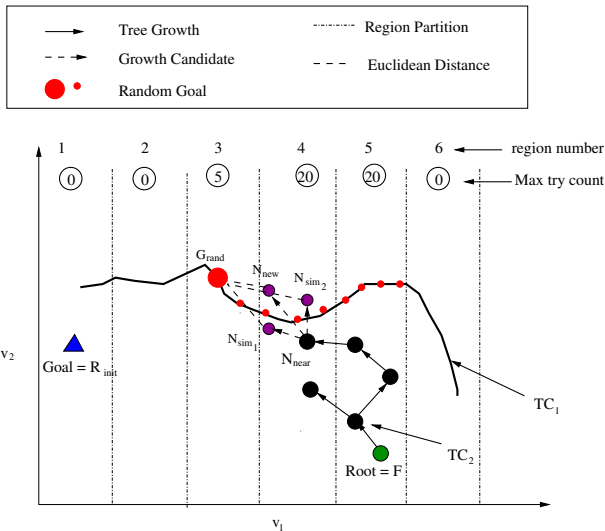 Tree Growth
Region Partition
Growth Candidate
Euclidean Distance
Random Goal
1 2 3 4 5 6 region number
0 0 5 20 20 0 Max try count
G_rand
N_new
N_sim_2
N_sim_1
N_near
v_2
Goal = R_init
TC_1
TC_2
Root = F
v_1